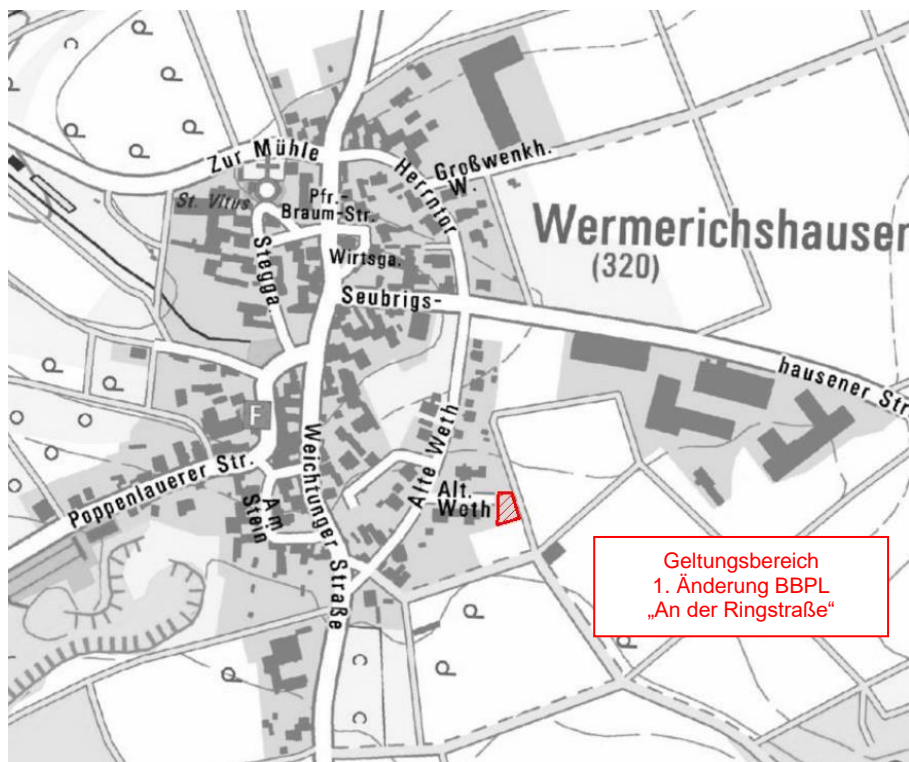 Zur Mühle
Großwenkh.
W.
Herrntor
St. Vitus
Pfr.-
Braum-Str.
Wirtsga.
Stegga.
Wermerichshausen
(320)
Seubrigs-
hausener Str.
F
Weichtunger Straße
Alte Weth
Alt.
Weth
Poppenlauerer Str.
Am
Stein
Geltungsbereich
1. Änderung BBPL
„An der Ringstraße“